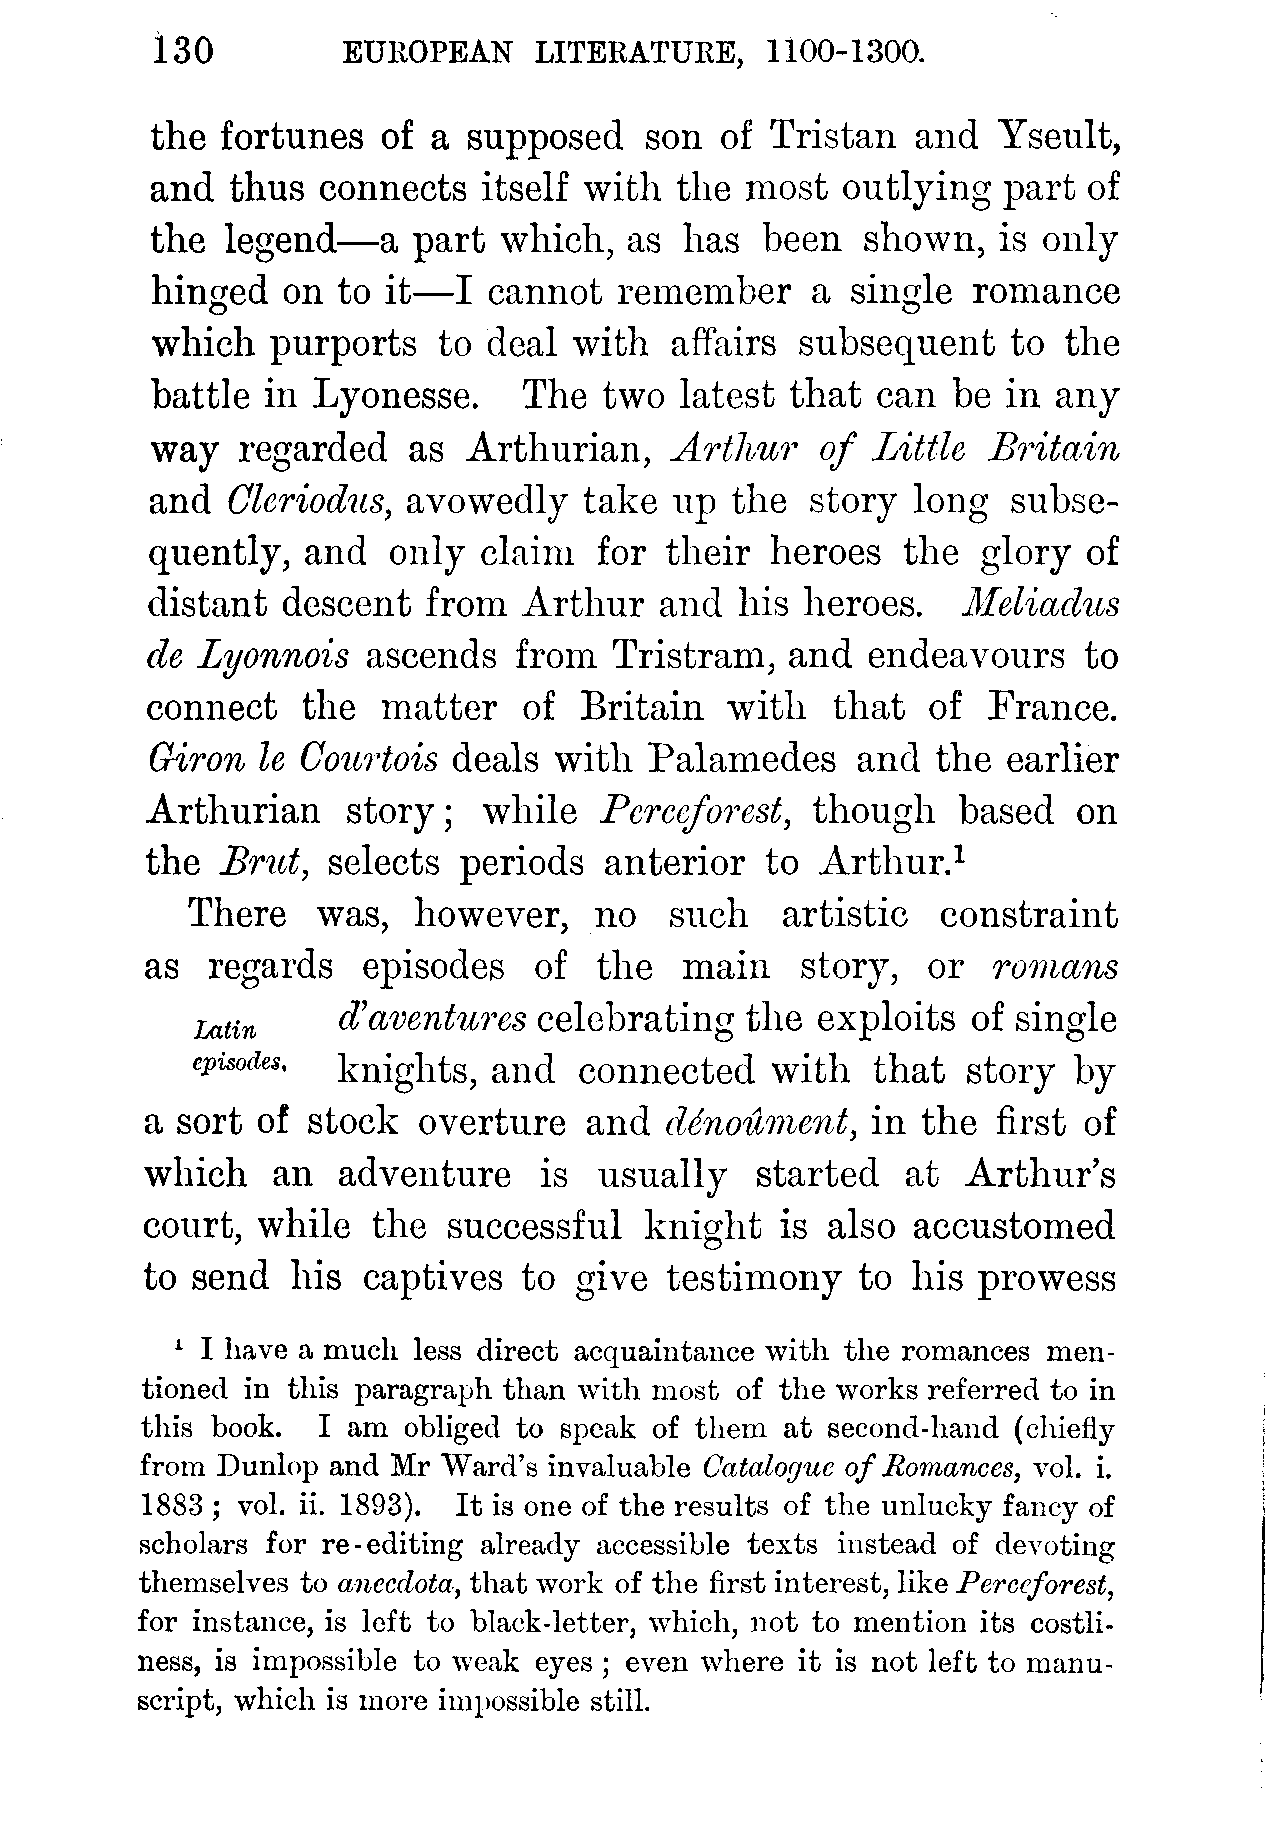 130 EUROPEAN LITERATURE, 1100-1300.
the fortunes of a supposed son of Tristan and Yseult,
and thus connects itself with the most outlying part of
the legend—a part which, as has been shown, is only
hinged on to it—I cannot remember a single romance
which purports to deal with affairs subsequent to the
battle in Lyonesse. The two latest that can be in any
way regarded as Arthurian, Arthur of Little Britain
and Cleriodus, avowedly take up the story long subse-
quently, and only claim for their heroes the glory of
distant descent from Arthur and his heroes. Meliadus
de Lyonnois ascends from Tristram, and endeavours to
connect the matter of Britain with that of France.
Giron le Courtois deals with Palamedes and the earlier
Arthurian story; while Perceforest, though based on
the Brut, selects periods anterior to Arthur.¹
There was, however, no such artistic constraint
as regards episodes of the main story, or romans
Latin
episodes.
d'aventures celebrating the exploits of single
knights, and connected with that story by
a sort of stock overture and dénoûment, in the first of
which an adventure is usually started at Arthur's
court, while the successful knight is also accustomed
to send his captives to give testimony to his prowess
¹ I have a much less direct acquaintance with the romances men-
tioned in this paragraph than with most of the works referred to in
this book. I am obliged to speak of them at second-hand (chiefly
from Dunlop and Mr Ward's invaluable Catalogue of Romances, vol. i.
1883; vol. ii. 1893). It is one of the results of the unlucky fancy of
scholars for re-editing already accessible texts instead of devoting
themselves to anecdota, that work of the first interest, like Perceforest,
for instance, is left to black-letter, which, not to mention its costli-
ness, is impossible to weak eyes; even where it is not left to manu-
script, which is more impossible still.